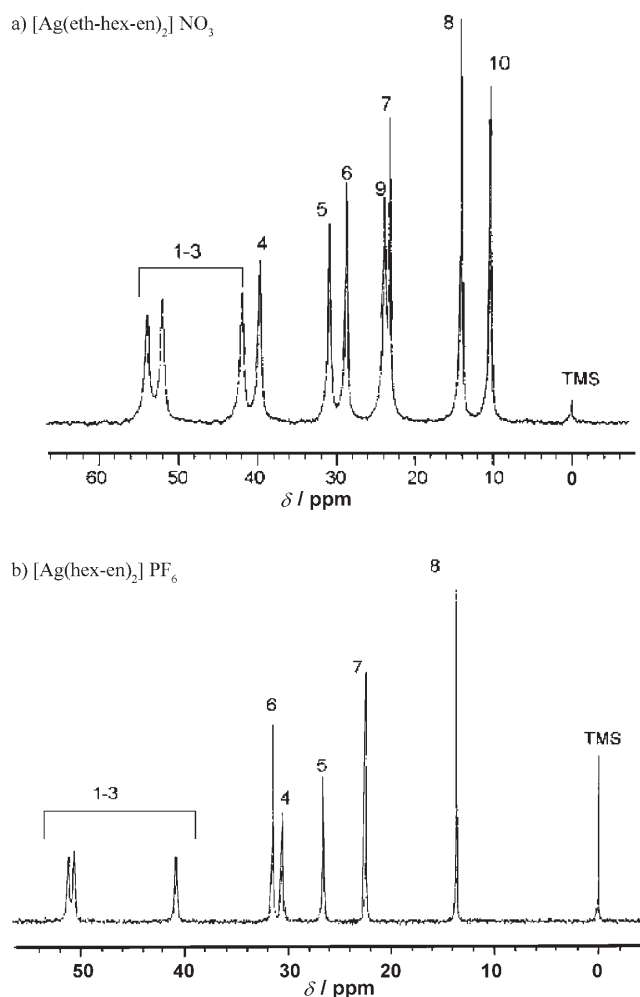 a) [Ag(eth-hex-en)₂] NO₃
8
10
7
6
9
5
4
1-3
TMS
60 50 40 30 20 10 0
δ / ppm
b) [Ag(hex-en)₂] PF₆
8
7
6
TMS
5
4
1-3
50 40 30 20 10 0
δ / ppm